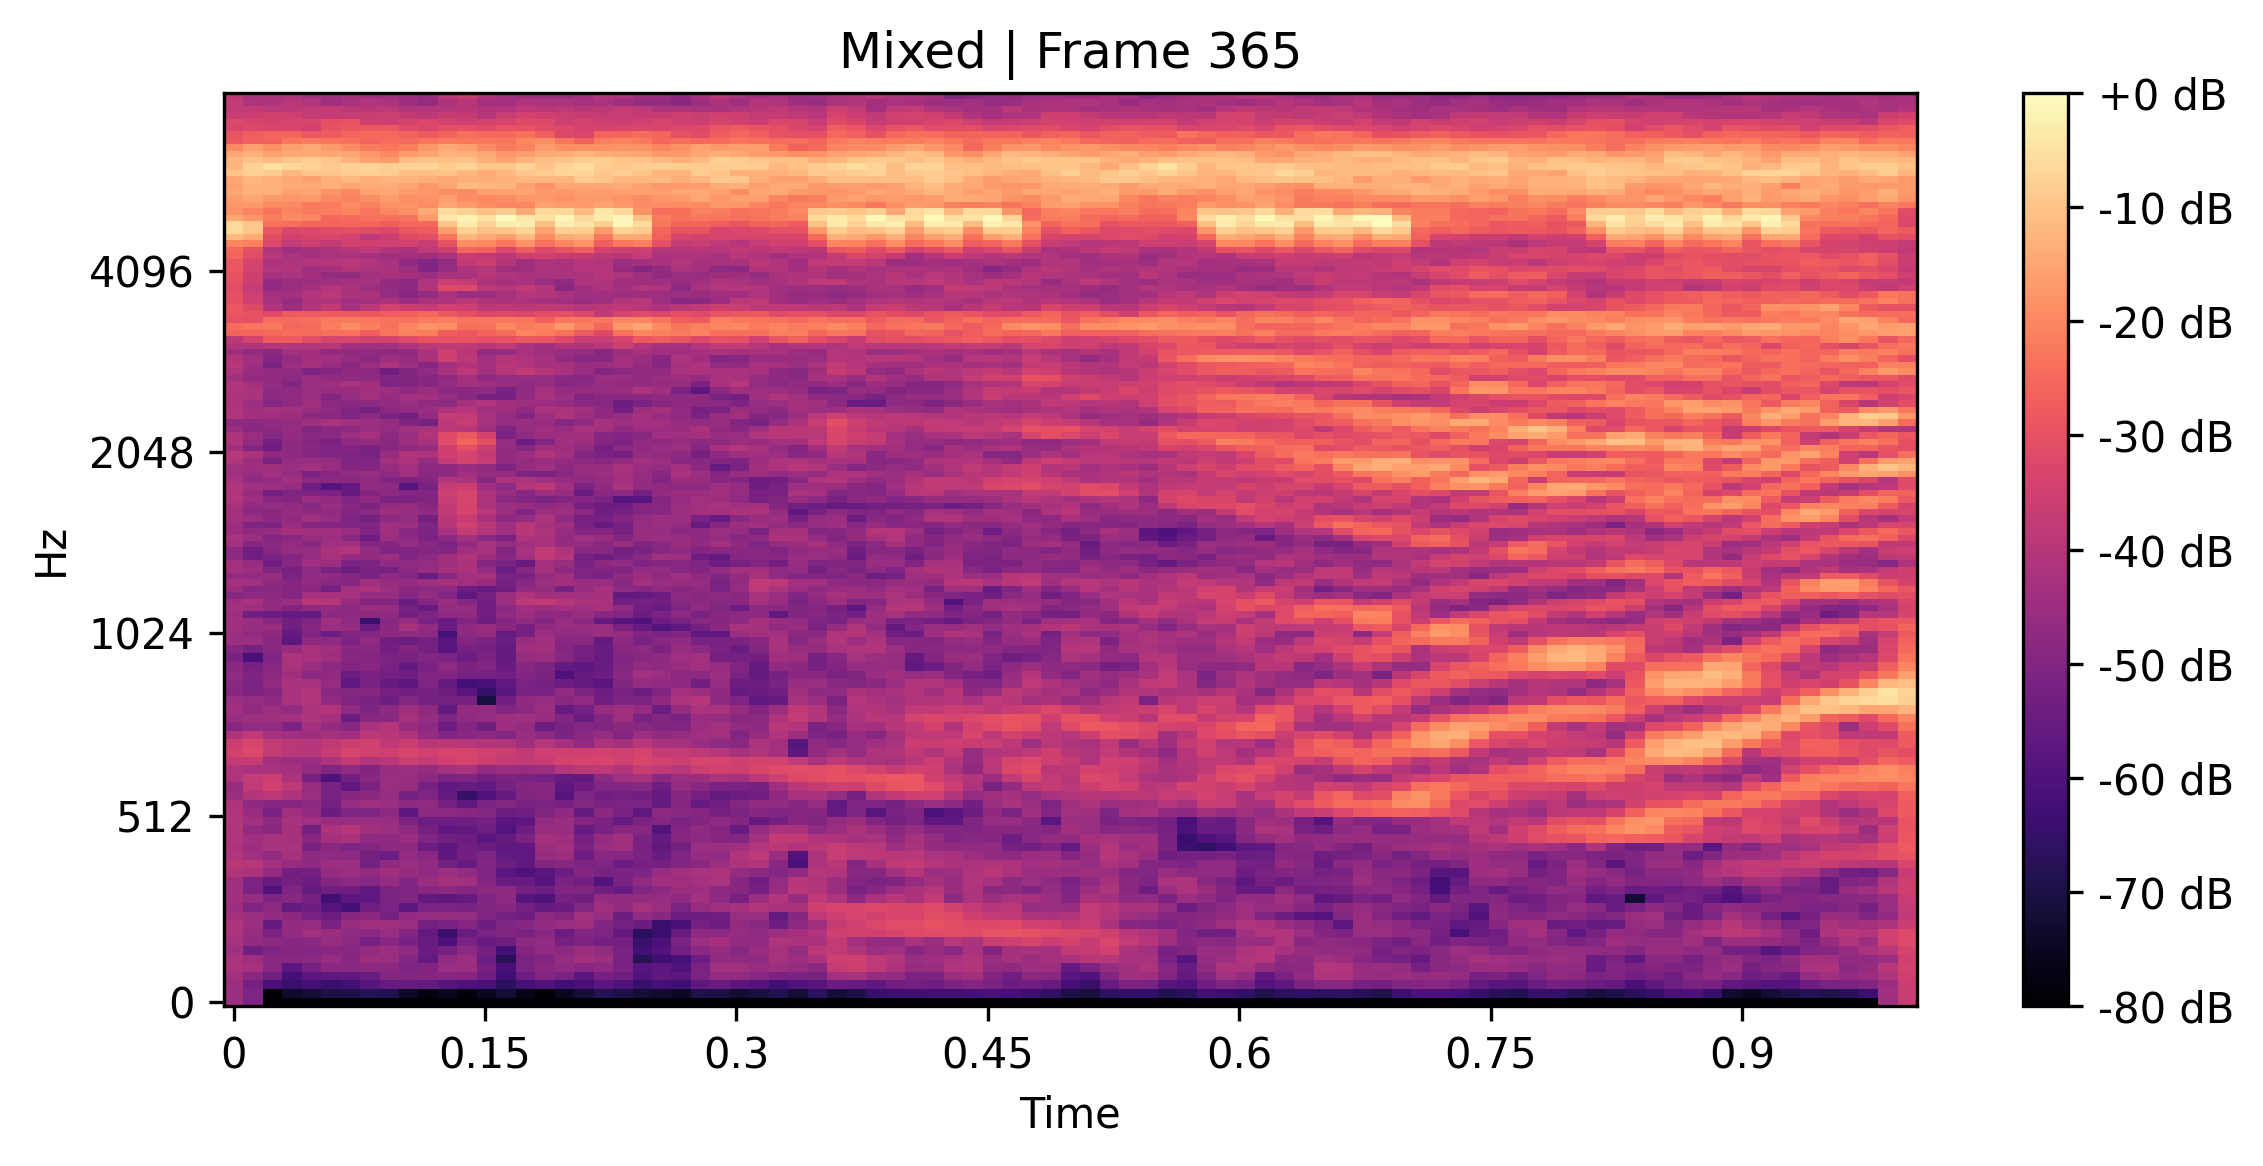 Mixed | Frame 365
+0 dB
-10 dB
-20 dB
-30 dB
-40 dB
-50 dB
-60 dB
-70 dB
-80 dB
4096
2048
1024
512
0
Hz
0 0.15 0.3 0.45 0.6 0.75 0.9
Time